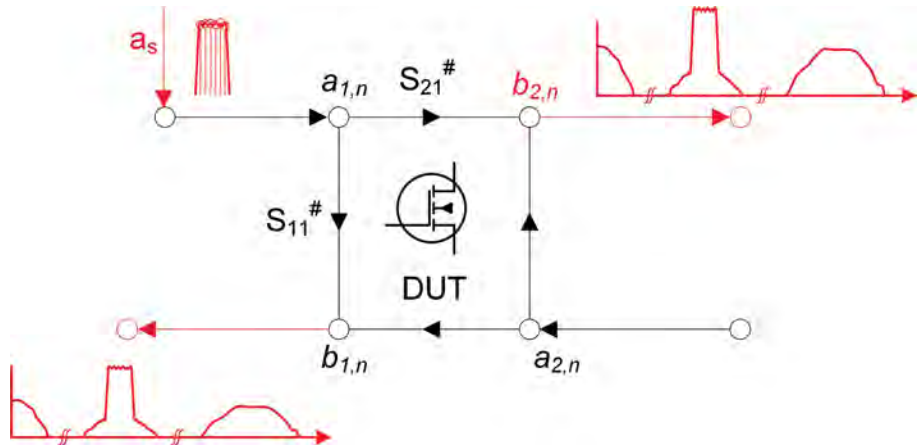 aₛ
a₁,ₙ
S₂₁#
b₂,ₙ
S₁₁#
DUT
b₁,ₙ
a₂,ₙ